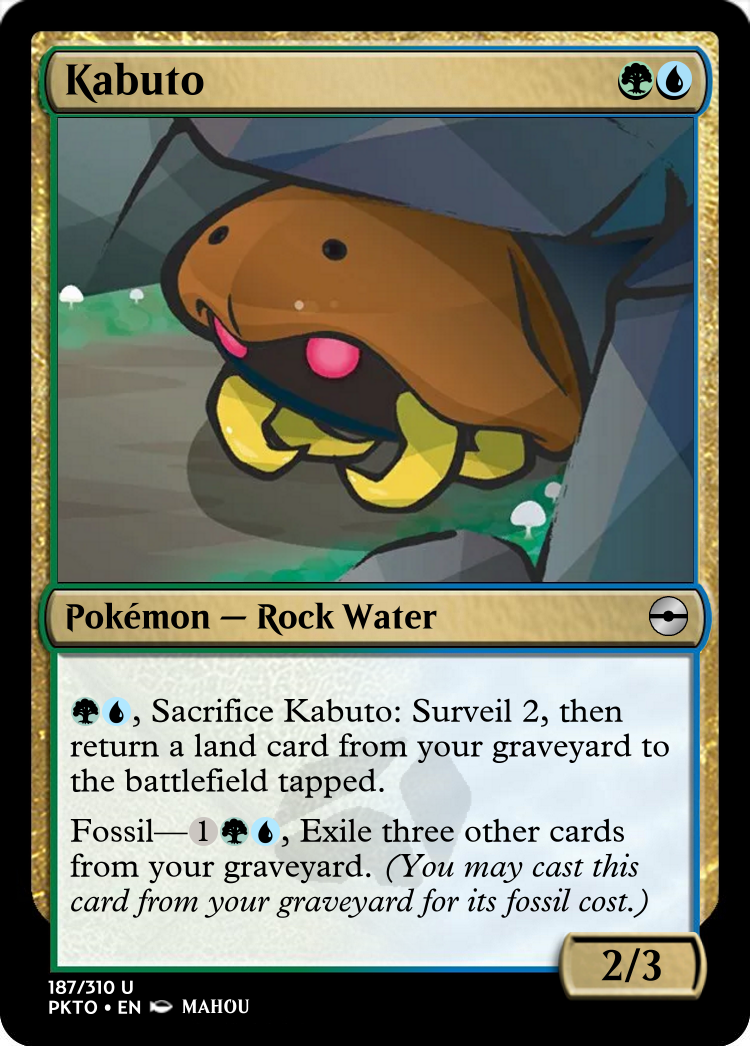 Kabuto
Pokémon — Rock Water
, Sacrifice Kabuto: Surveil 2, then
return a land card from your graveyard to
the battlefield tapped.
Fossil—1, Exile three other cards
from your graveyard. (You may cast this
card from your graveyard for its fossil cost.)
2/3
187/310 U
PKTO • EN MAHOU